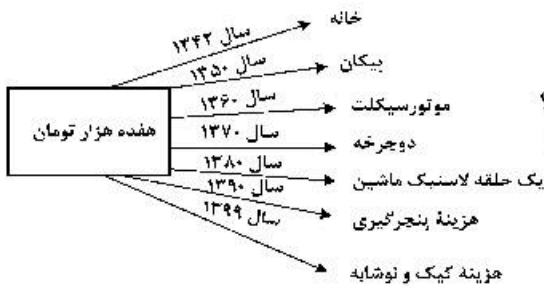 خانه
سال ۱۳۴۲
پیکان
سال ۱۳۵۰
موتورسیکلت
سال ۱۳۶۰
هفده هزار تومان
دوچرخه
سال ۱۳۷۰
یک حلقه لاستیک ماشین
سال ۱۳۸۰
هزینهٔ پنچرگیری
سال ۱۳۹۰
هزینهٔ کیک و نوشابه
سال ۱۳۹۹